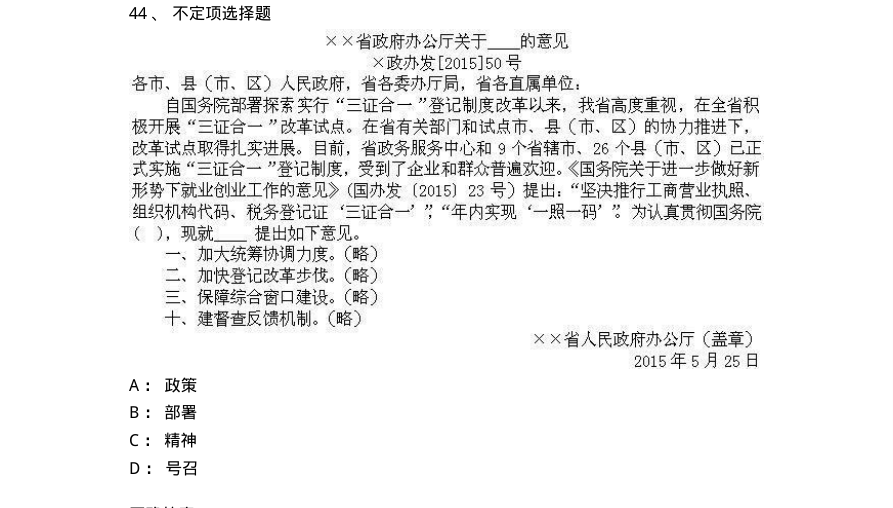 44 、 不定项选择题
××省政府办公厅关于____的意见
×政办发[2015]50 号
各市、县（市、区）人民政府，省各委办厅局，省各直属单位：
自国务院部署探索实行“三证合一 ”登记制度改革以来，我省高度重视，在全省积
极开展“三证合一 ”改革试点。在省有关部门和试点市、县（市、区）的协力推进下，
改革试点取得扎实进展。目前，省政务服务中心和 9 个省辖市、26 个县（市、区）已正
式实施“三证合一 ”登记制度，受到了企业和群众普遍欢迎。《国务院关于进一步做好新
形势下就业创业工作的意见》（国办发〔2015〕23 号）提出：“坚决推行工商营业执照、
组织机构代码、税务登记证‘三证合一’”；“年内实现‘一照一码’”。为认真贯彻国务院
（　），现就____ 提出如下意见。
一、加大统筹协调力度。（略）
二、加快登记改革步伐。（略）
三、保障综合窗口建设。（略）
十、建督查反馈机制。（略）
××省人民政府办公厅（盖章）
2015 年 5 月 25 日
A ： 政策
B ： 部署
C ： 精神
D ： 号召